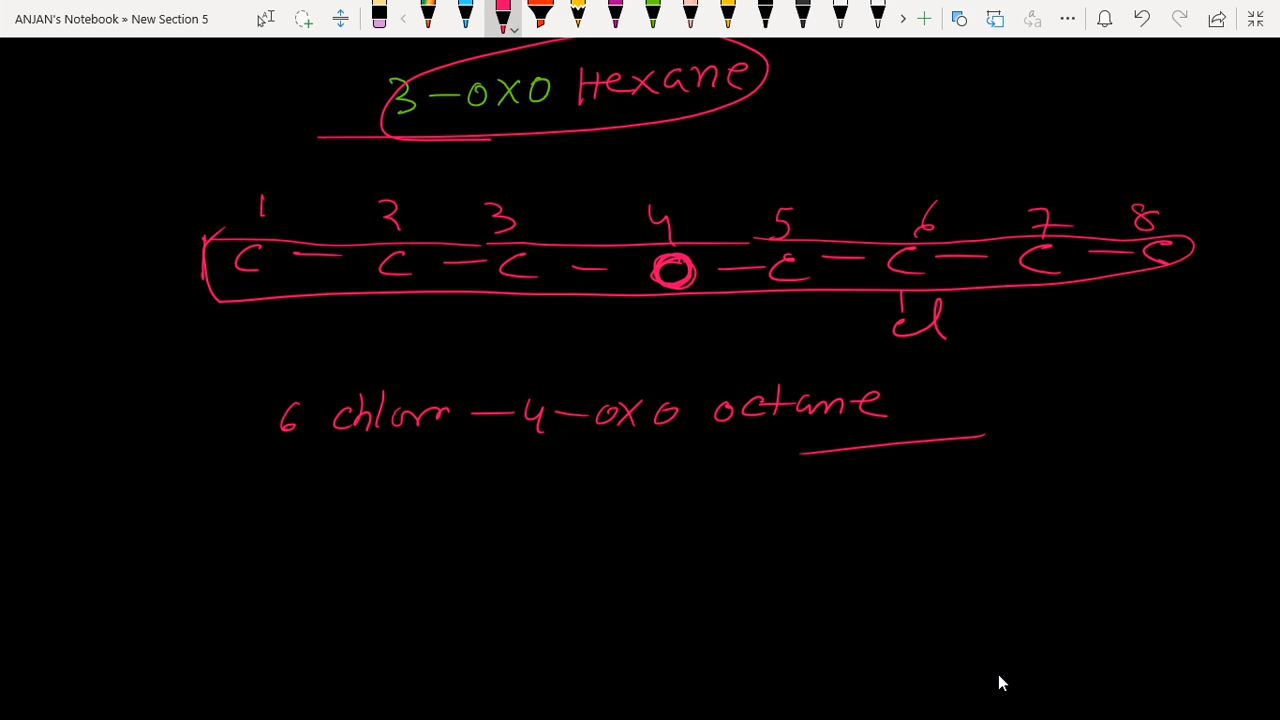 ANJAN's Notebook » New Section 5
3-oxo Hexane
1 2 3 4 5 6 7 8
C - C - C - O - C - C - C - C
Cl
6 chloro - 4 - oxo octane